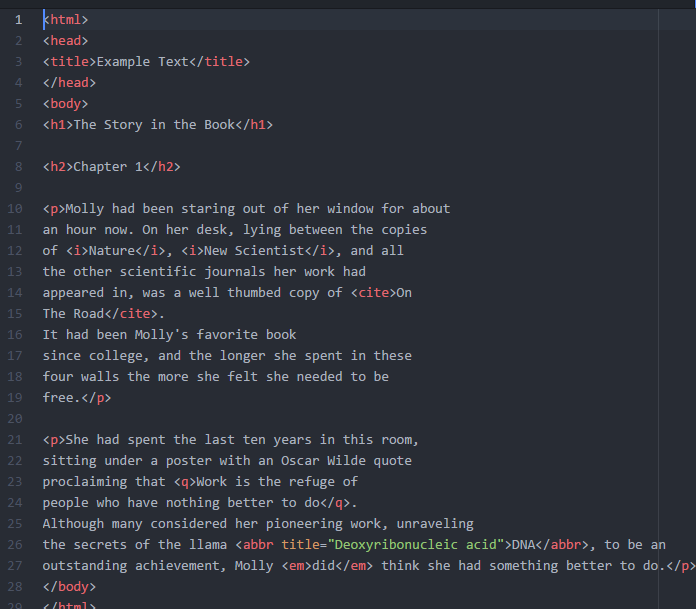 1 <html>
2 <head>
3 <title>Example Text</title>
4 </head>
5 <body>
6 <h1>The Story in the Book</h1>
7
8 <h2>Chapter 1</h2>
9
10 <p>Molly had been staring out of her window for about
11 an hour now. On her desk, lying between the copies
12 of <i>Nature</i>, <i>New Scientist</i>, and all
13 the other scientific journals her work had
14 appeared in, was a well thumbed copy of <cite>On
15 The Road</cite>.
16 It had been Molly's favorite book
17 since college, and the longer she spent in these
18 four walls the more she felt she needed to be
19 free.</p>
20
21 <p>She had spent the last ten years in this room,
22 sitting under a poster with an Oscar Wilde quote
23 proclaiming that <q>Work is the refuge of
24 people who have nothing better to do</q>.
25 Although many considered her pioneering work, unraveling
26 the secrets of the llama <abbr title="Deoxyribonucleic acid">DNA</abbr>, to be an
27 outstanding achievement, Molly <em>did</em> think she had something better to do.</p>
28 </body>
29 </html>